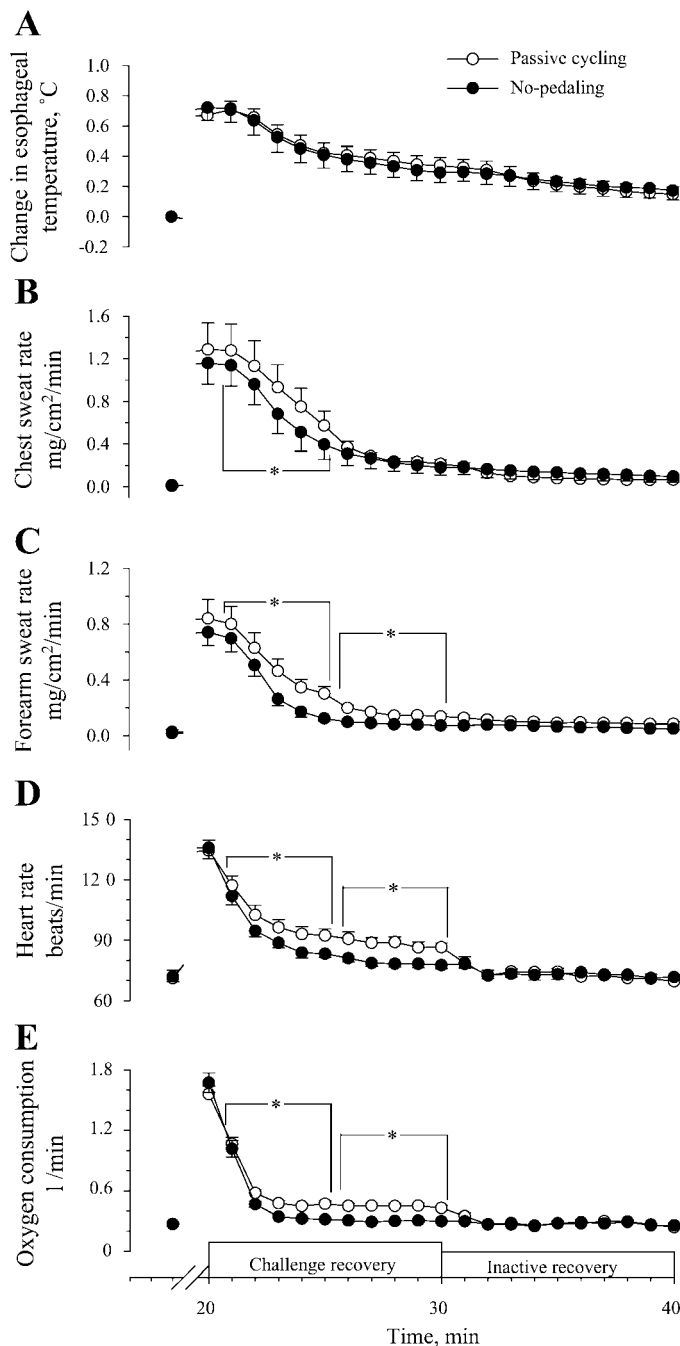 A
Passive cycling
No-pedaling
Change in esophageal
temperature, °C
1.0
0.8
0.6
0.4
0.2
0.0
-0.2
B
Chest sweat rate
mg/cm²/min
1.6
1.2
0.8
0.4
0.0
*
C
Forearm sweat rate
mg/cm²/min
1.2
0.8
0.4
0.0
*
*
D
Heart rate
beats/min
15 0
12 0
90
60
*
*
E
Oxygen consumption
1/min
1.8
1.2
0.6
0
*
*
Challenge recovery
Inactive recovery
20
30
40
Time, min